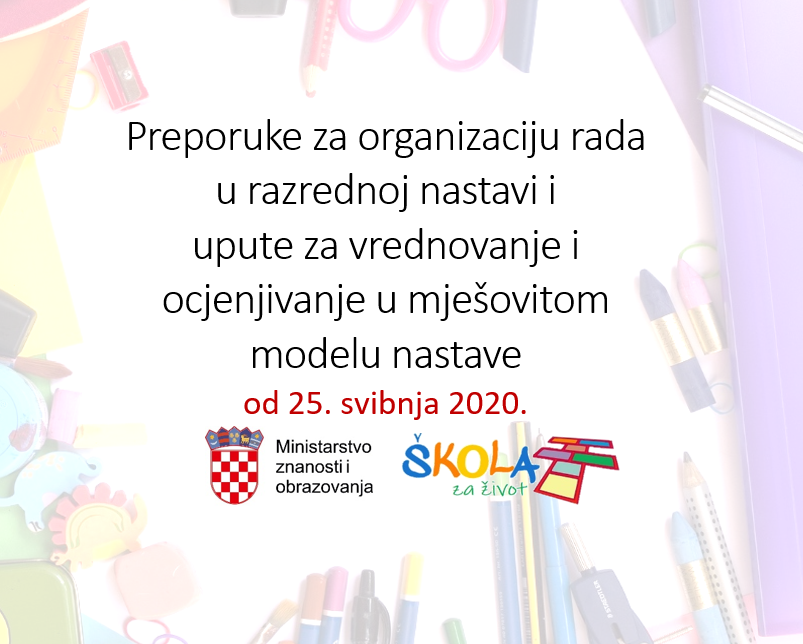 Preporuke za organizaciju rada
u razrednoj nastavi i
upute za vrednovanje i
ocjenjivanje u mješovitom
modelu nastave
od 25. svibnja 2020.
Ministarstvo
znanosti i
obrazovanja
ŠKOLA
za život